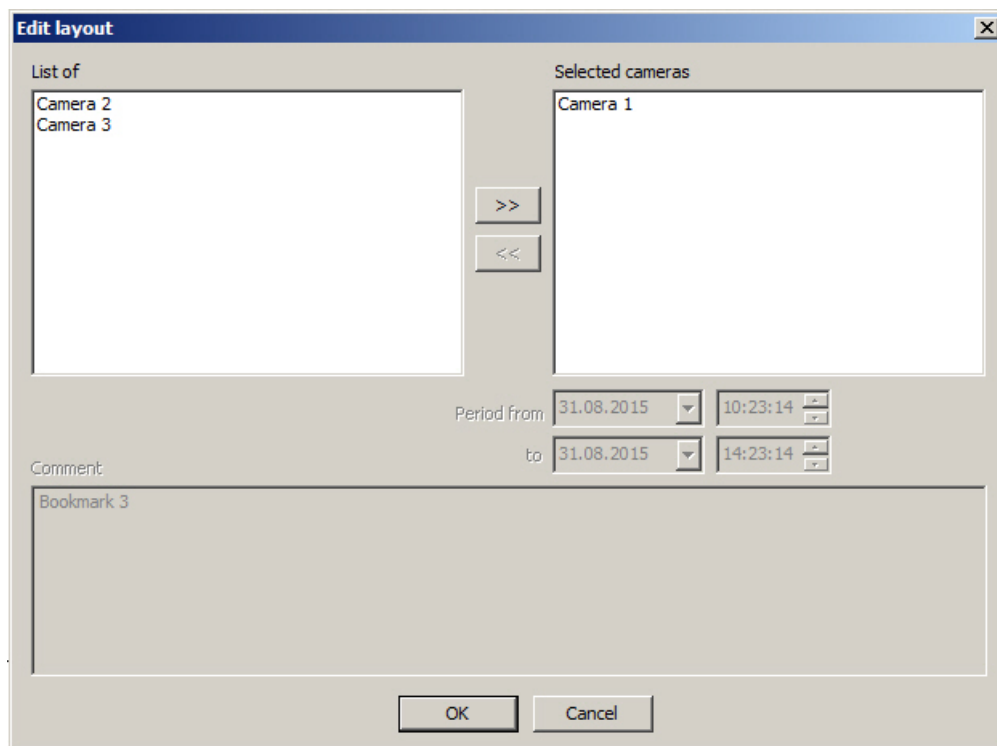 Edit layout
List of
Selected cameras
Camera 2
Camera 3
Camera 1
>>
<<
Period from 31.08.2015 10:23:14
to 31.08.2015 14:23:14
Comment
Bookmark 3
OK Cancel